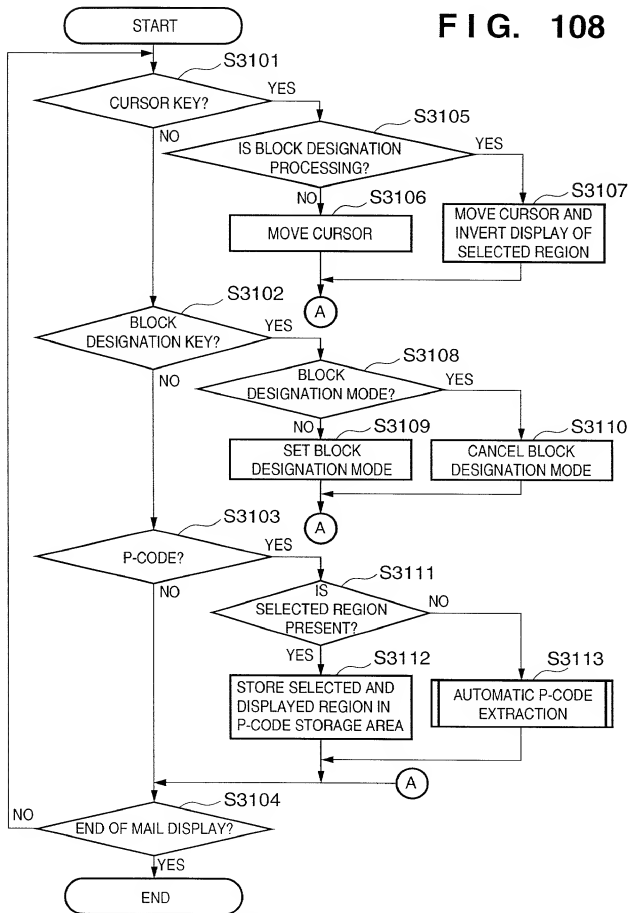 FIG. 108
START
S3101
CURSOR KEY?
YES
NO
S3105
IS BLOCK DESIGNATION
PROCESSING?
YES
NO
S3106
MOVE CURSOR
S3107
MOVE CURSOR AND
INVERT DISPLAY OF
SELECTED REGION
A
S3102
BLOCK
DESIGNATION KEY?
YES
NO
S3108
BLOCK
DESIGNATION MODE?
YES
NO
S3109
SET BLOCK
DESIGNATION MODE
S3110
CANCEL BLOCK
DESIGNATION MODE
A
S3103
P-CODE?
YES
NO
S3111
IS
SELECTED REGION
PRESENT?
NO
YES
S3112
STORE SELECTED AND
DISPLAYED REGION IN
P-CODE STORAGE AREA
S3113
AUTOMATIC P-CODE
EXTRACTION
A
S3104
END OF MAIL DISPLAY?
NO
YES
END